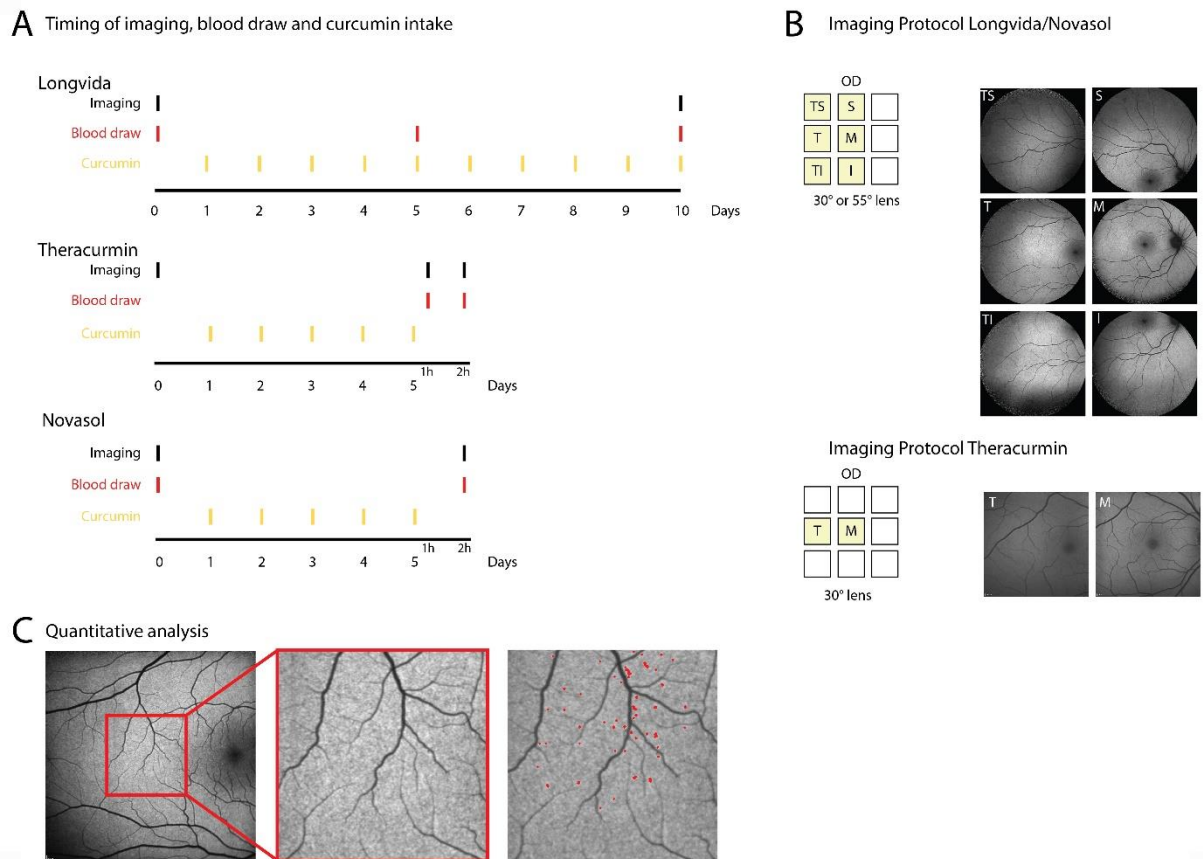 A Timing of imaging, blood draw and curcumin intake
Longvida
Imaging
Blood draw
Curcumin
0 1 2 3 4 5 6 7 8 9 10 Days
Theracurmin
Imaging
Blood draw
Curcumin
1h 2h
0 1 2 3 4 5 Days
Novasol
Imaging
Blood draw
Curcumin
1h 2h
0 1 2 3 4 5 Days
B Imaging Protocol Longvida/Novasol
OD
TS S
T M
TI I
30° or 55° lens
TS S
T M
TI I
Imaging Protocol Theracurmin
OD
T M
30° lens
T M
C Quantitative analysis